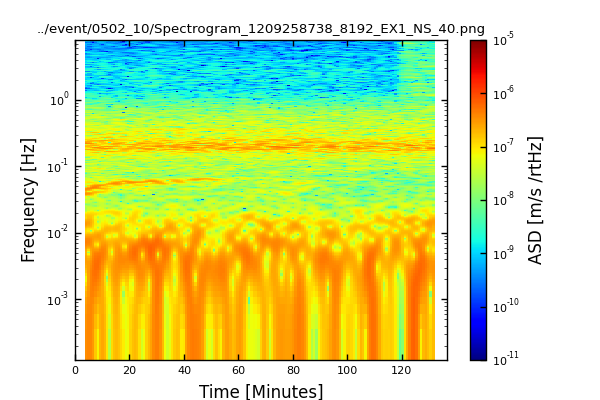 ../event/0502_10/Spectrogram_1209258738_8192_EX1_NS_40.png
Frequency [Hz]
10^0
10^-1
10^-2
10^-3
0 20 40 60 80 100 120
Time [Minutes]
10^-5
10^-6
10^-7
10^-8
10^-9
10^-10
10^-11
ASD [m/s /rtHz]